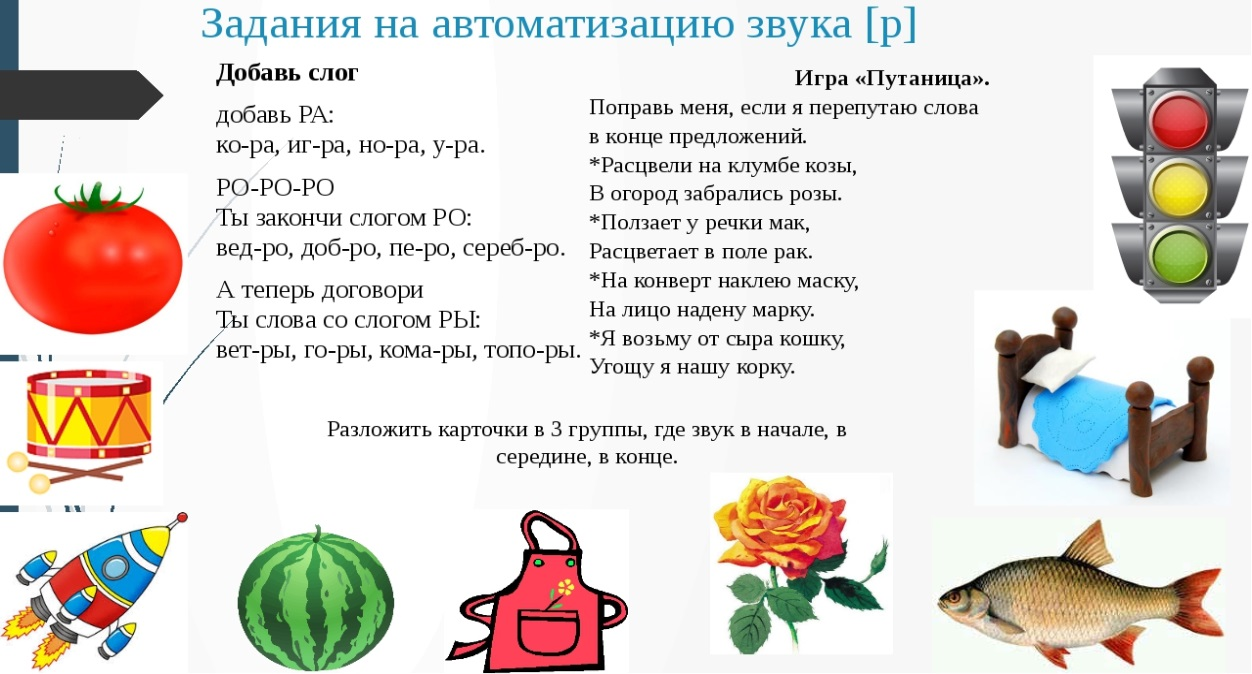 Задания на автоматизацию звука [р]
Добавь слог
добавь РА:
ко-ра, иг-ра, но-ра, у-ра.
РО-РО-РО
Ты закончи слогом РО:
вед-ро, доб-ро, пе-ро, сереб-ро.
А теперь договори
Ты слова со слогом РЫ:
вет-ры, го-ры, кома-ры, топо-ры.
Игра «Путаница».
Поправь меня, если я перепутаю слова
в конце предложений.
*Расцвели на клумбе козы,
В огород забрались розы.
*Ползает у речки мак,
Расцветает в поле рак.
*На конверт наклею маску,
На лицо надену марку.
*Я возьму от сыра кошку,
Угощу я нашу корку.
Разложить карточки в 3 группы, где звук в начале, в
середине, в конце.